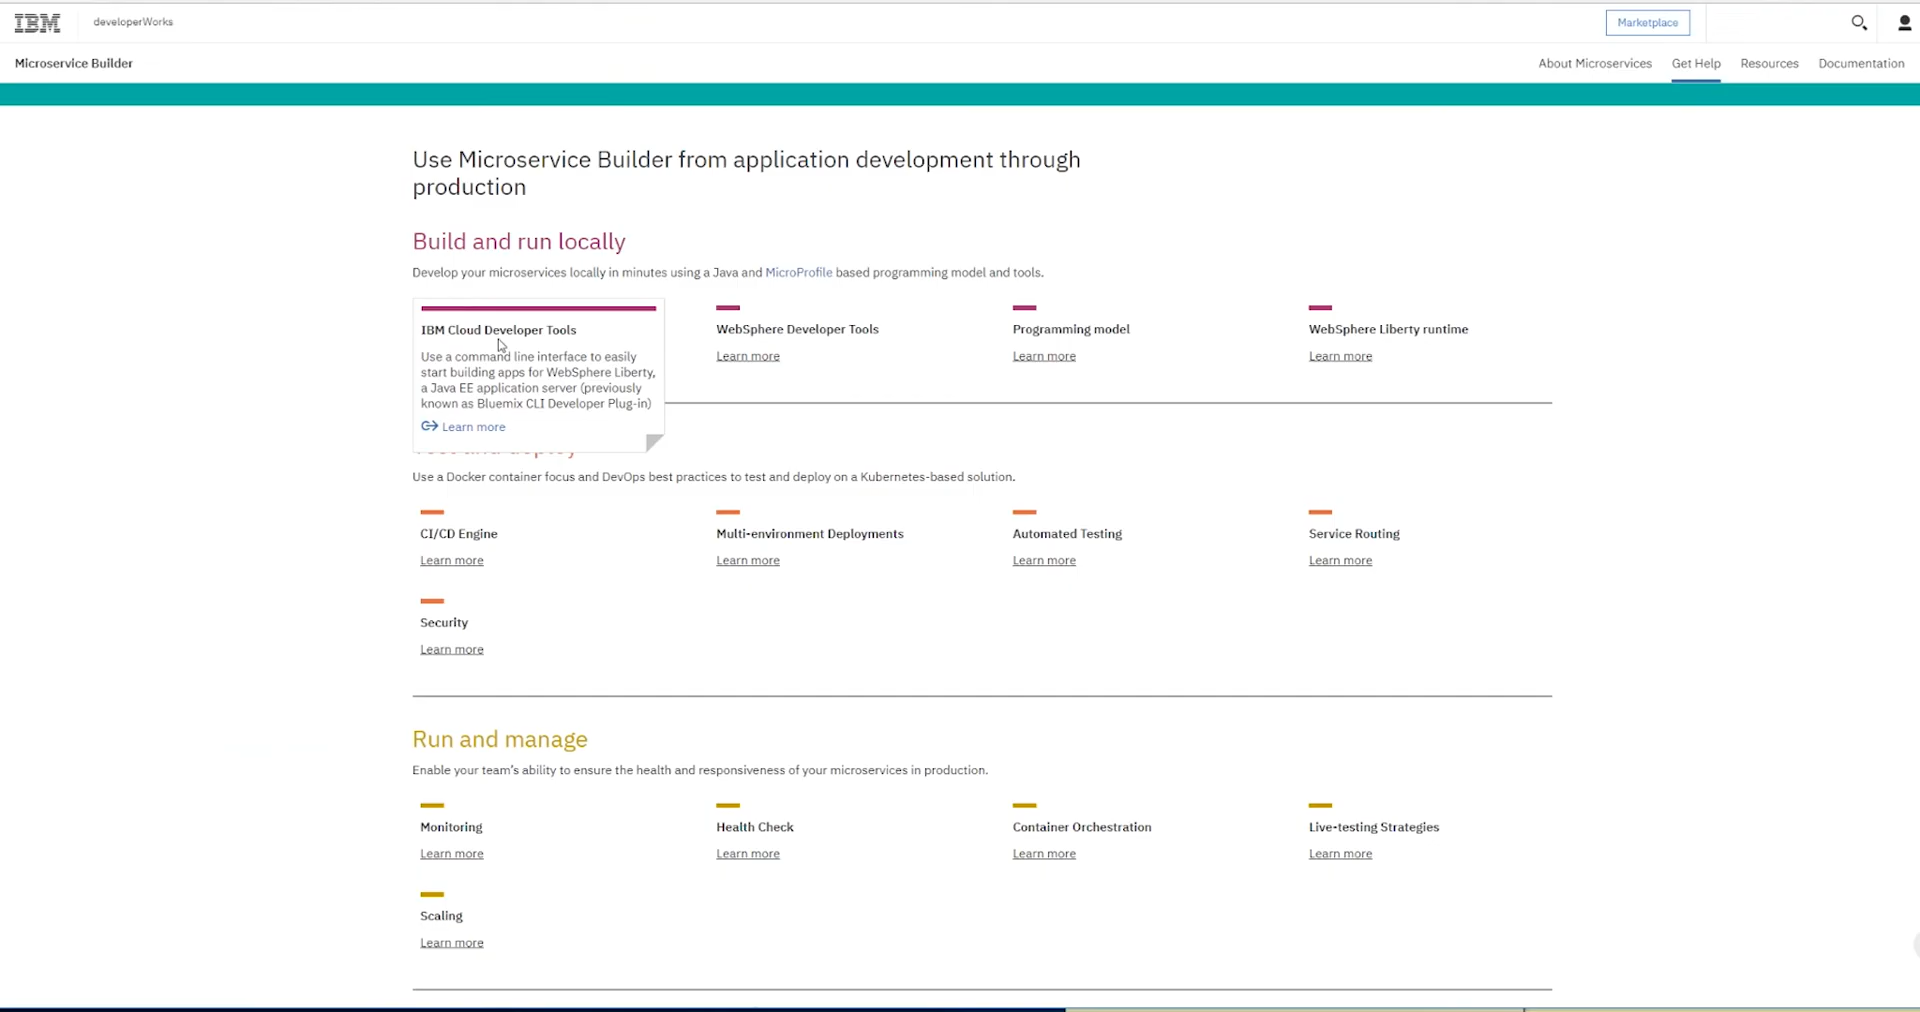 IBM developerWorks Marketplace
Microservice Builder About Microservices Get Help Resources Documentation
Use Microservice Builder from application development through
production
Build and run locally
Develop your microservices locally in minutes using a Java and MicroProfile based programming model and tools.
IBM Cloud Developer Tools
Use a command line interface to easily
start building apps for WebSphere Liberty,
a Java EE application server (previously
known as Bluemix CLI Developer Plug-in)
Learn more
WebSphere Developer Tools
Learn more
Programming model
Learn more
WebSphere Liberty runtime
Learn more
Use a Docker container focus and DevOps best practices to test and deploy on a Kubernetes-based solution.
CI/CD Engine
Learn more
Multi-environment Deployments
Learn more
Automated Testing
Learn more
Service Routing
Learn more
Security
Learn more
Run and manage
Enable your team's ability to ensure the health and responsiveness of your microservices in production.
Monitoring
Learn more
Health Check
Learn more
Container Orchestration
Learn more
Live-testing Strategies
Learn more
Scaling
Learn more